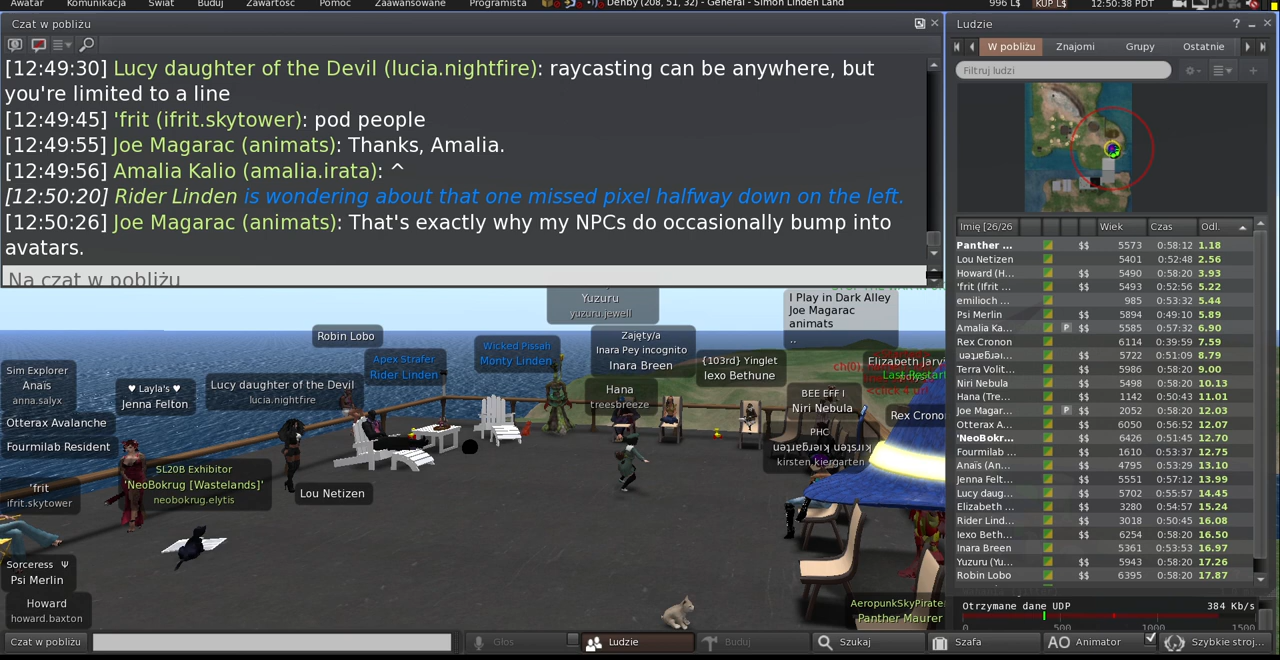 Awatar Komunikacja Świat Buduj Zawartość Pomoc Zaawansowane Programista Denby (208, 51, 32) - General - Simon Linden Land 996 L$ KUP L$ 12:50:38 PDT
Czat w pobliżu
[12:49:30] Lucy daughter of the Devil (lucia.nightfire): raycasting can be anywhere, but
you're limited to a line
[12:49:45] 'frit (ifrit.skytower): pod people
[12:49:55] Joe Magarac (animats): Thanks, Amalia.
[12:49:56] Amalia Kalio (amalia.irata): ^
[12:50:20] Rider Linden is wondering about that one missed pixel halfway down on the left.
[12:50:26] Joe Magarac (animats): That's exactly why my NPCs do occasionally bump into
avatars.
Na czat w pobliżu
Yuzuru
yuzuru.jewell
I Play in Dark Alley
Joe Magarac
animats
..
Robin Lobo
Apex Strafer
Rider Linden
Wicked Pissah
Monty Linden
Zajęty/a
Inara Pey incognito
Inara Breen
{103rd} Yinglet
Iexo Bethune
Elizabeth Jarvi
Last Restart
Sim Explorer
Anaïs
anna.salyx
♥ Layla's ♥
Jenna Felton
Lucy daughter of the Devil
lucia.nightfire
Hana
treesbreeze
BEE EFF I
Niri Nebula
Rex Crono
Otterax Avalanche
Fourmilab Resident
PHC
kirsten.kiergarten
SL20B Exhibitor
'NeoBokrug [Wastelands]'
neobokrug.elytis
'frit
ifrit.skytower
Lou Netizen
Sorceress Ψ
Psi Merlin
Howard
howard.baxton
AeropunkSkyPirate
Panther Maurer
Czat w pobliżu Głos Ludzie Buduj Szukaj Szafa AO Animator Szybkie stroj...
Ludzie
W pobliżu Znajomi Grupy Ostatnie
Filtruj ludzi
Imię [26/26 Wiek Czas Odl.
Panther ... $$ 5573 0:58:12 1.18
Lou Netizen 5401 0:52:48 2.56
Howard (H... $$ 5490 0:58:20 3.93
'frit (Ifrit ... $$ 5493 0:52:56 5.22
emilioch ... 985 0:53:32 5.44
Psi Merlin $$ 5894 0:49:10 5.89
Amalia Ka... P $$ 5585 0:57:32 6.90
Rex Cronon 6114 0:39:59 7.59
$$ 5722 0:51:09 8.79
Terra Volit... $$ 5986 0:58:20 9.00
Niri Nebula $$ 5498 0:58:20 10.13
Hana (Tre... $$ 1142 0:50:43 11.01
Joe Magar... P $$ 2052 0:58:20 12.03
Otterax A... $$ 6050 0:56:52 12.07
'NeoBokr... $$ 6426 0:51:45 12.70
Fourmilab ... $$ 1610 0:53:37 12.75
Anaïs (An... $$ 4795 0:53:29 13.10
Jenna Felt... $$ 5551 0:57:12 13.99
Lucy daug... $$ 5702 0:55:57 14.45
Elizabeth ... $$ 3280 0:54:57 15.24
Rider Lind... $$ 3018 0:50:45 16.08
Iexo Beth... $$ 6254 0:58:20 16.50
Inara Breen 5361 0:53:53 16.97
Yuzuru (Yu... $$ 5943 0:58:20 17.26
Robin Lobo $$ 6395 0:58:20 17.87
Otrzymane dane UDP 384 Kb/s
0 500 1000 1500